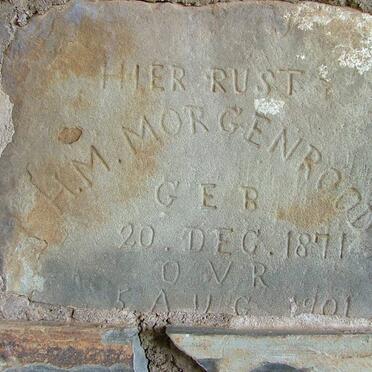 HIER RUST
H.M. MORGENROOD
GEB
20. DEC. 1871
OVR
5 AUG 1901